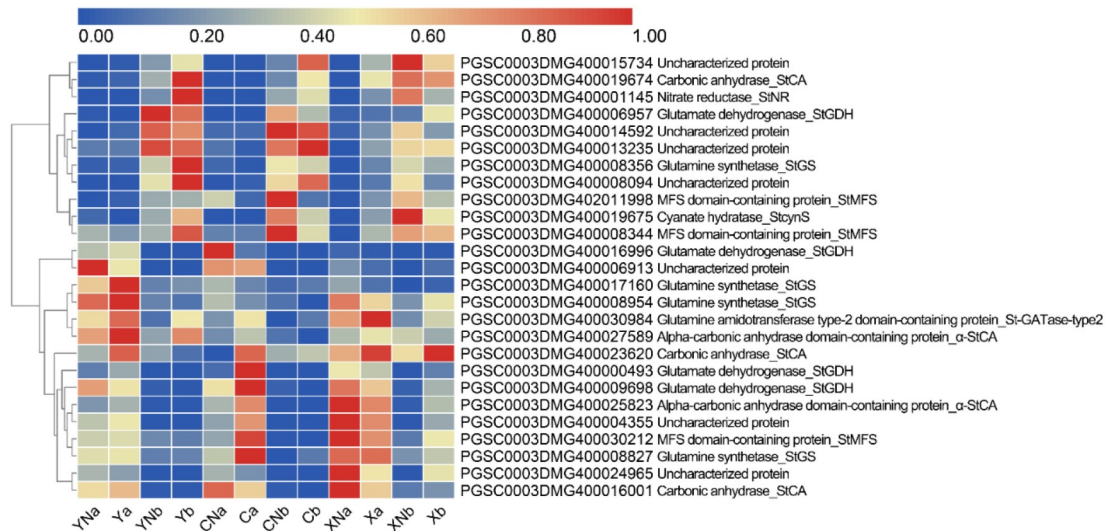 0.00 0.20 0.40 0.60 0.80 1.00
PGSC0003DMG400015734 Uncharacterized protein
PGSC0003DMG400019674 Carbonic anhydrase_StCA
PGSC0003DMG400001145 Nitrate reductase_StNR
PGSC0003DMG400006957 Glutamate dehydrogenase_StGDH
PGSC0003DMG400014592 Uncharacterized protein
PGSC0003DMG400013235 Uncharacterized protein
PGSC0003DMG400008356 Glutamine synthetase_StGS
PGSC0003DMG400008094 Uncharacterized protein
PGSC0003DMG402011998 MFS domain-containing protein_StMFS
PGSC0003DMG400019675 Cyanate hydratase_StcynS
PGSC0003DMG400008344 MFS domain-containing protein_StMFS
PGSC0003DMG400016996 Glutamate dehydrogenase_StGDH
PGSC0003DMG400006913 Uncharacterized protein
PGSC0003DMG400017160 Glutamine synthetase_StGS
PGSC0003DMG400008954 Glutamine synthetase_StGS
PGSC0003DMG400030984 Glutamine amidotransferase type-2 domain-containing protein_St-GATase-type2
PGSC0003DMG400027589 Alpha-carbonic anhydrase domain-containing protein_α-StCA
PGSC0003DMG400023620 Carbonic anhydrase_StCA
PGSC0003DMG400000493 Glutamate dehydrogenase_StGDH
PGSC0003DMG400009698 Glutamate dehydrogenase_StGDH
PGSC0003DMG400025823 Alpha-carbonic anhydrase domain-containing protein_α-StCA
PGSC0003DMG400004355 Uncharacterized protein
PGSC0003DMG400030212 MFS domain-containing protein_StMFS
PGSC0003DMG400008827 Glutamine synthetase_StGS
PGSC0003DMG400024965 Uncharacterized protein
PGSC0003DMG400016001 Carbonic anhydrase_StCA
YNa Ya YNb Yb CNa Ca CNb Cb XNa Xa XNb Xb